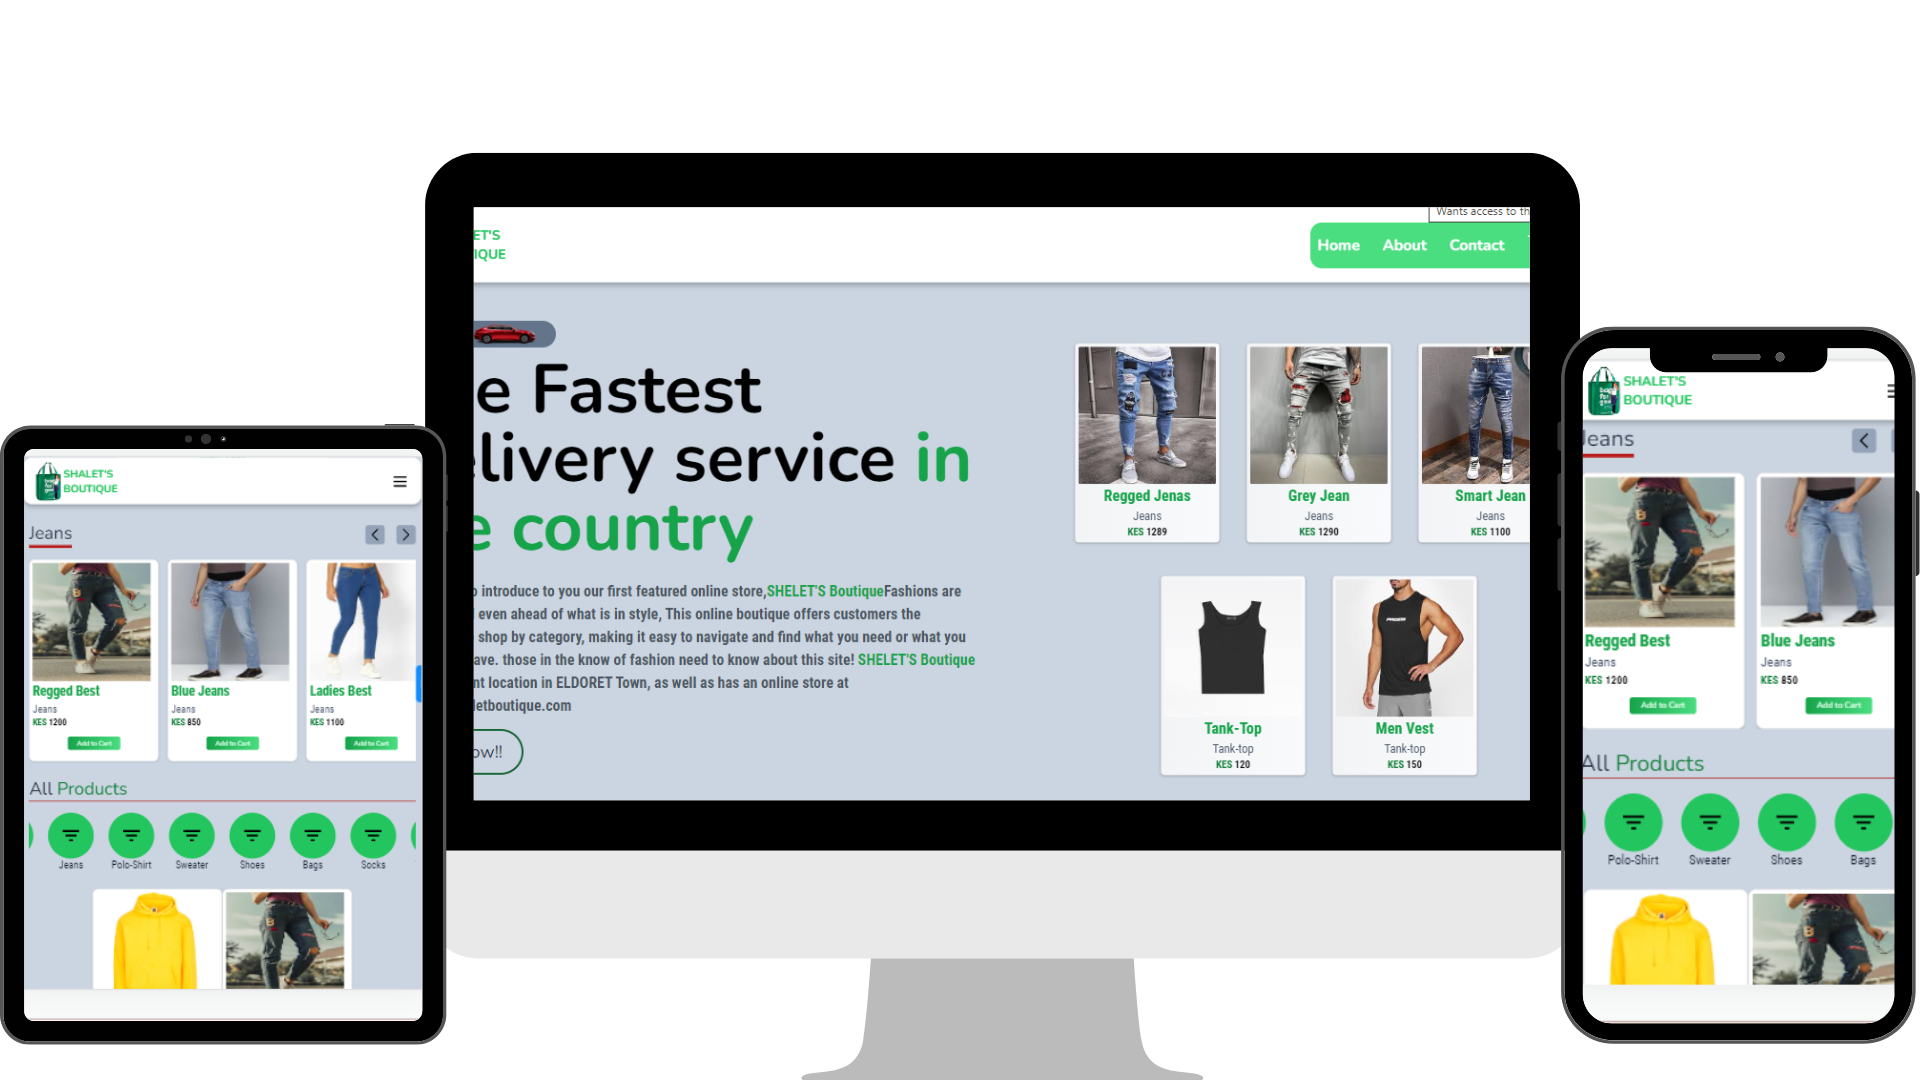 Wants access to th
ET'S
IQUE
Home About Contact
e Fastest
elivery service in
e country
o introduce to you our first featured online store,SHELET'S BoutiqueFashions are
even ahead of what is in style, This online boutique offers customers the
shop by category, making it easy to navigate and find what you need or what you
ave. those in the know of fashion need to know about this site! SHELET'S Boutique
nt location in ELDORET Town, as well as has an online store at
letboutique.com
ow!!
Regged Jenas
Jeans
KES 1289
Grey Jean
Jeans
KES 1290
Smart Jean
Jeans
KES 1100
Tank-Top
Tank-top
KES 120
Men Vest
Tank-top
KES 150
SHALET'S
BOUTIQUE
Jeans
Regged Best
Jeans
KES 1200
Add to Cart
Blue Jeans
Jeans
KES 850
Add to Cart
Ladies Best
Jeans
KES 1100
Add to Cart
All Products
Jeans Polo-Shirt Sweater Shoes Bags Socks
SHALET'S
BOUTIQUE
Jeans
Regged Best
Jeans
KES 1200
Add to Cart
Blue Jeans
Jeans
KES 850
Add to Cart
All Products
Polo-Shirt Sweater Shoes Bags